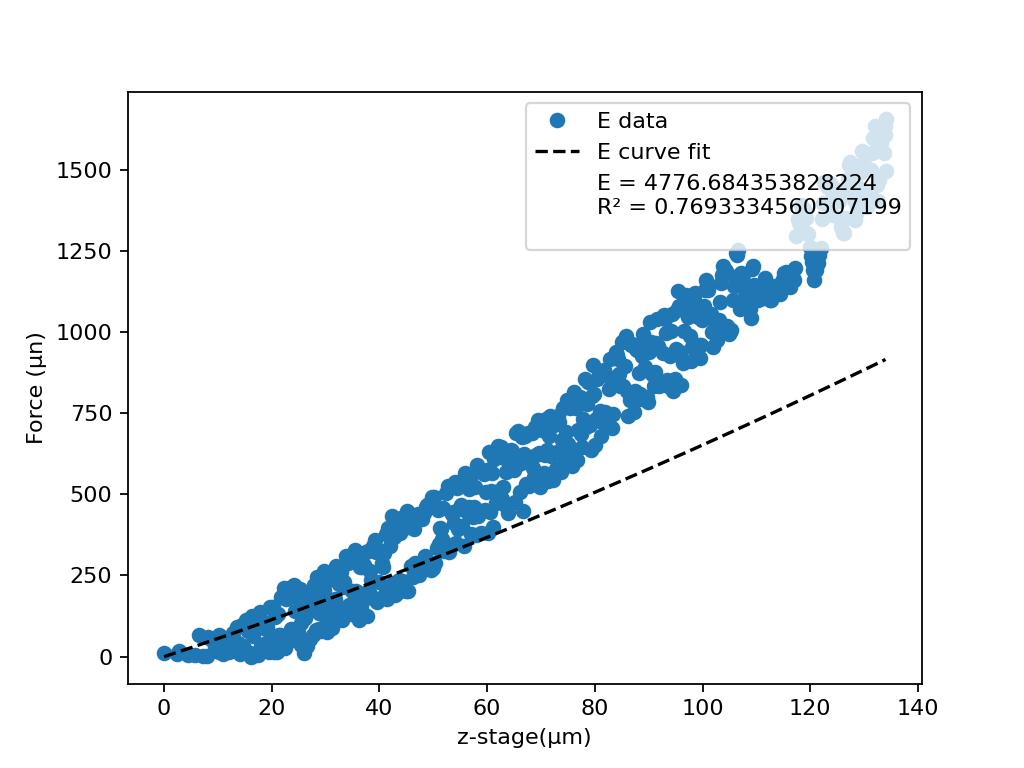 E data
E curve fit
E = 4776.684353828224
R² = 0.7693334560507199
1500
1250
1000
750
500
250
0
Force (μn)
0 20 40 60 80 100 120 140
z-stage(μm)